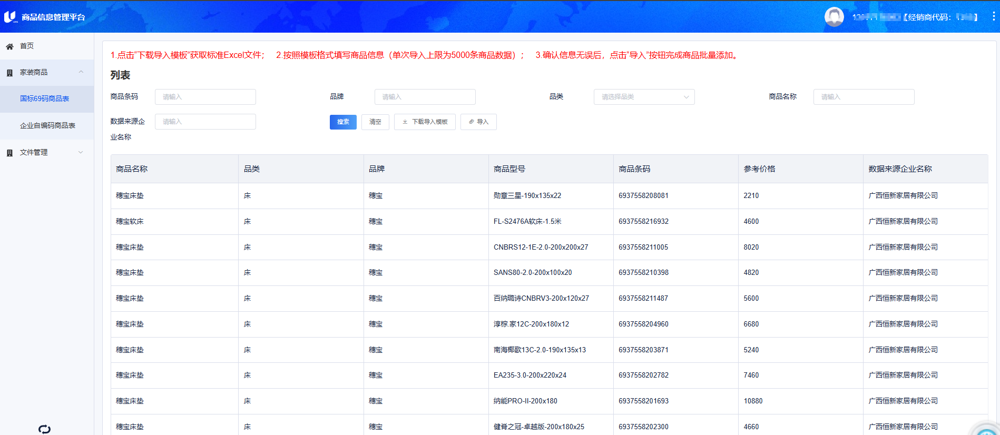 商品信息管理平台
【经销商代码： 】
首页
家装商品
国标69码商品表
企业自编码商品表
文件管理
1.点击“下载导入模板”获取标准Excel文件； 2.按照模板格式填写商品信息（单次导入上限为5000条商品数据）； 3.确认信息无误后，点击“导入”按钮完成商品批量添加。
列表
商品条码 请输入 品牌 请输入 品类 请选择品类 商品名称 请输入
数据来源企业名称 请输入 搜索 清空 下载导入模板 导入
商品名称 品类 品牌 商品型号 商品条码 参考价格 数据来源企业名称
穗宝床垫 床 穗宝 勋章三星-190x135x22 6937558208081 2210 广西恒新家居有限公司
穗宝软床 床 穗宝 FL-S2476A软床-1.5米 6937558216932 4600 广西恒新家居有限公司
穗宝床垫 床 穗宝 CNBRS12-1E-2.0-200x200x27 6937558211005 8020 广西恒新家居有限公司
穗宝床垫 床 穗宝 SANS80-2.0-200x100x20 6937558210398 4820 广西恒新家居有限公司
穗宝床垫 床 穗宝 百纳璐诗CNBRV3-200x120x27 6937558211487 5600 广西恒新家居有限公司
穗宝床垫 床 穗宝 淳棕.家12C-200x180x12 6937558204960 6680 广西恒新家居有限公司
穗宝床垫 床 穗宝 南海椰歌13C-2.0-190x135x13 6937558203871 5240 广西恒新家居有限公司
穗宝床垫 床 穗宝 EA235-3.0-200x220x24 6937558202782 7460 广西恒新家居有限公司
穗宝床垫 床 穗宝 纳能PRO-II-200x180 6937558201693 10880 广西恒新家居有限公司
穗宝床垫 床 穗宝 健脊之冠-卓越版-200x180x25 6937558202300 4660 广西恒新家居有限公司